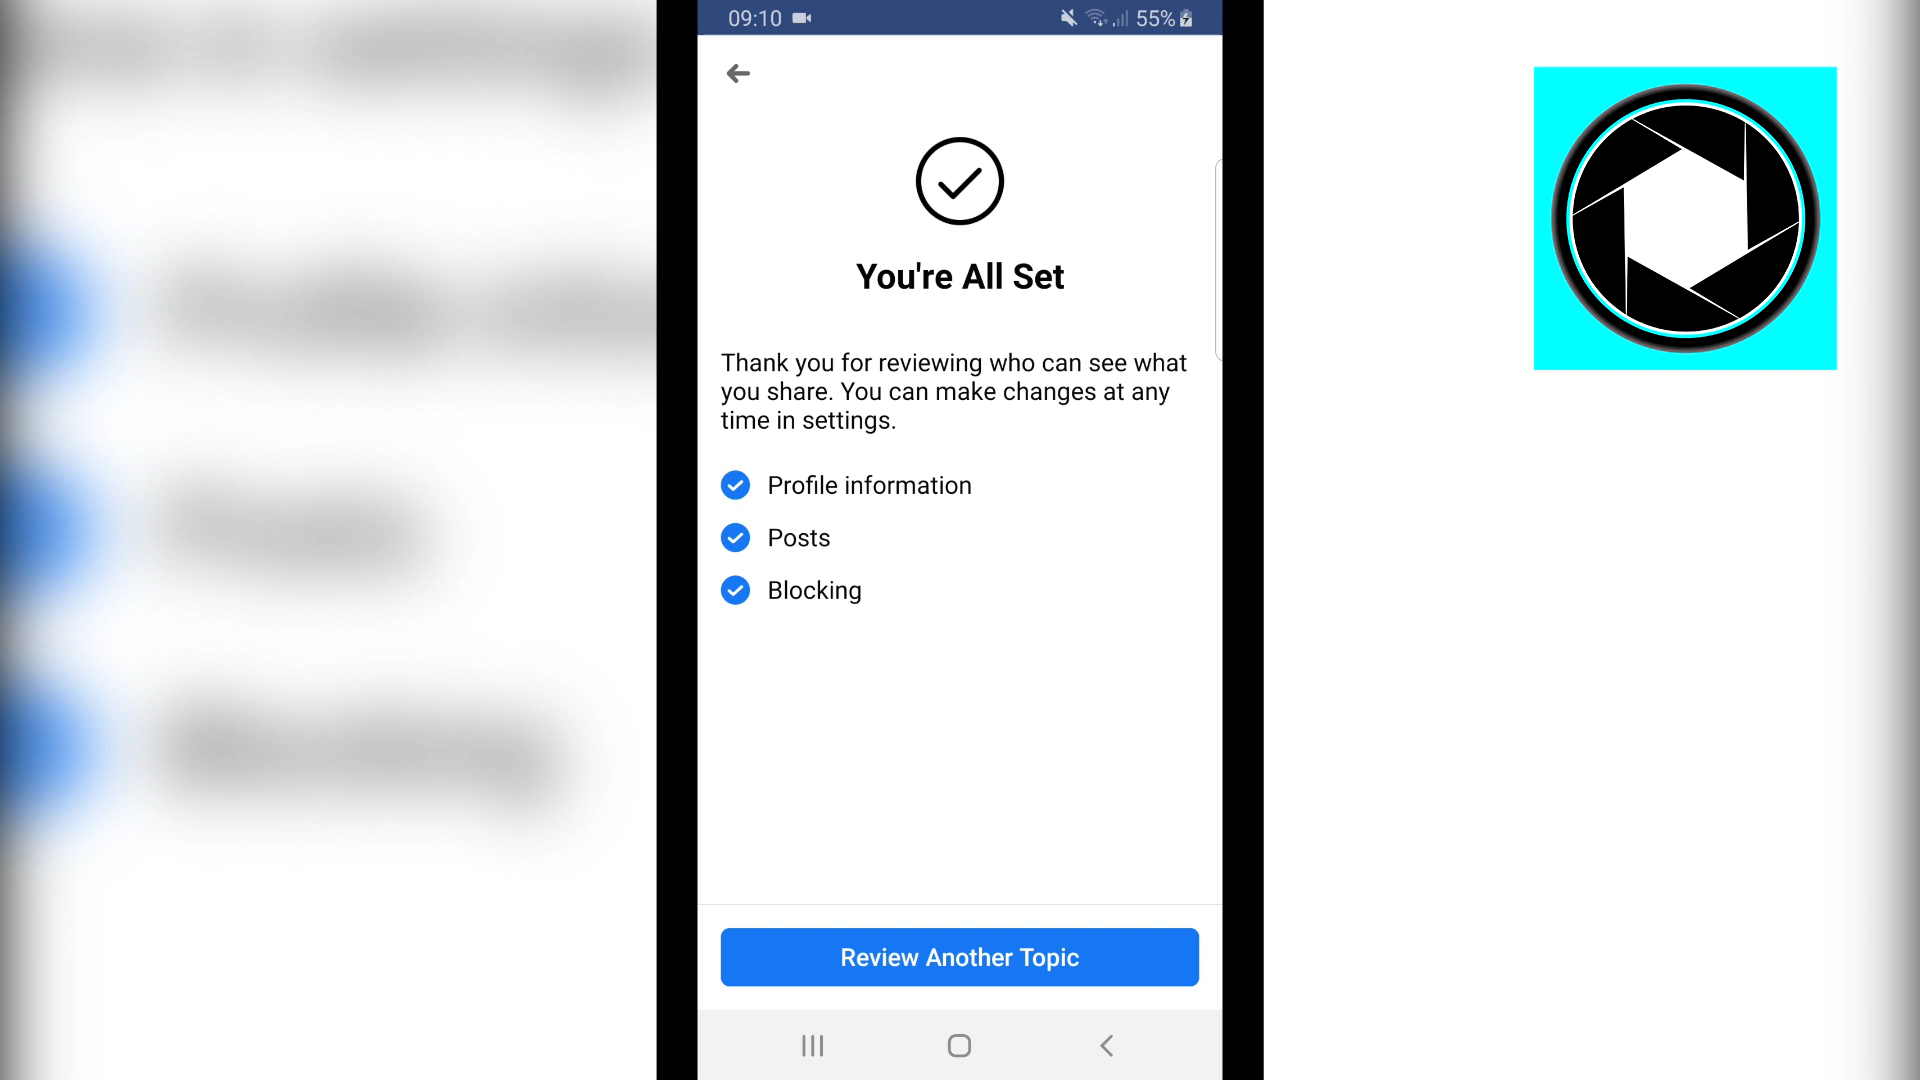 09:10
55%
You're All Set
Thank you for reviewing who can see what
you share. You can make changes at any
time in settings.
Profile information
Posts
Blocking
Review Another Topic